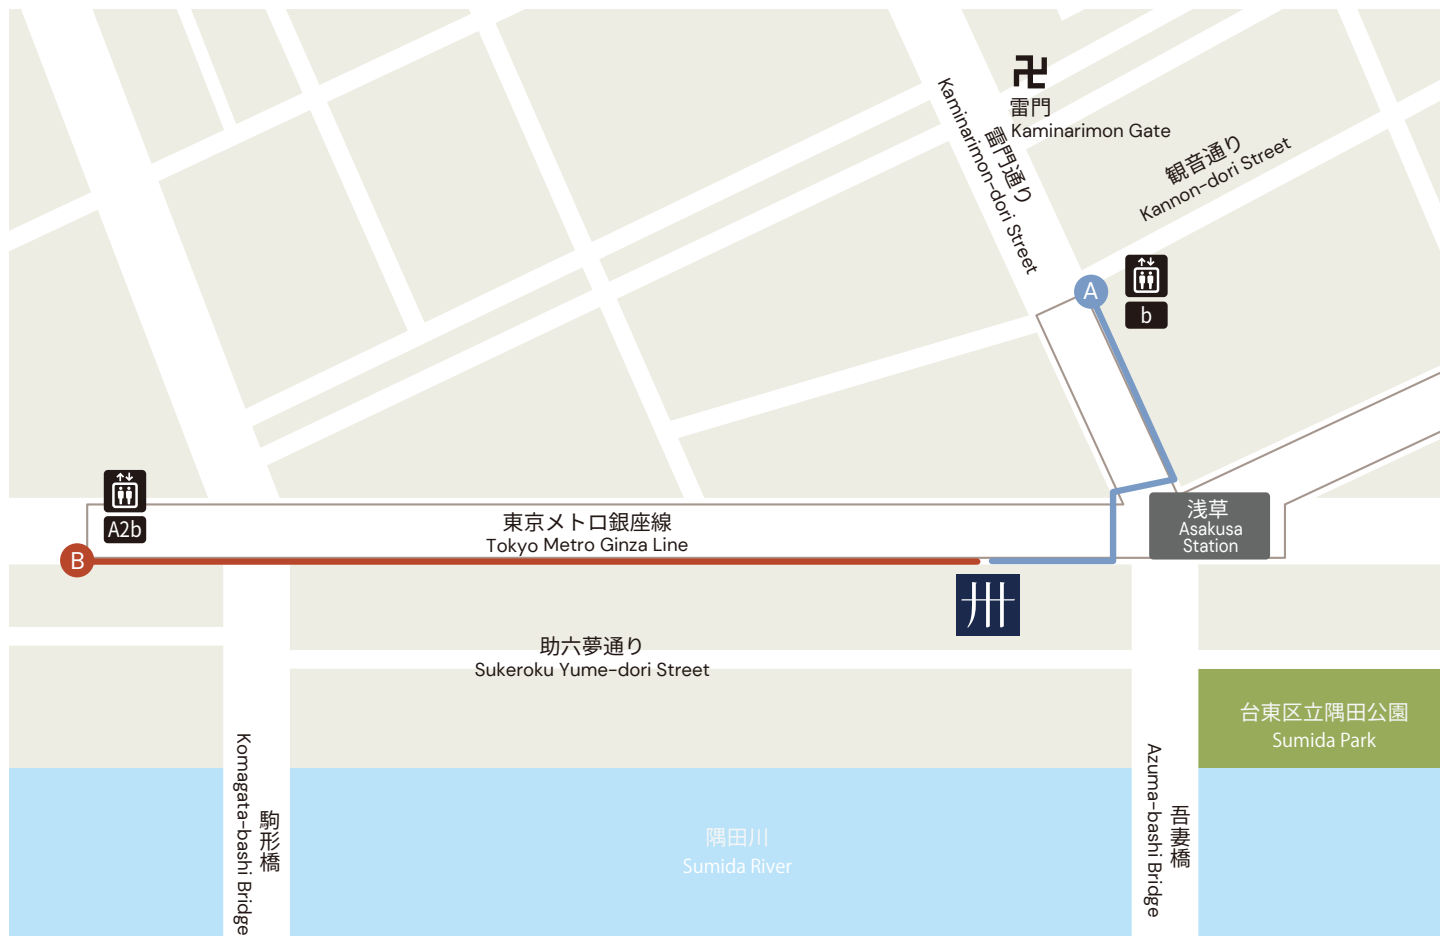 卍
雷門
Kaminarimon Gate
雷門通り
Kaminarimon-dori Street
観音通り
Kannon-dori Street
A
b
A2b
B
東京メトロ銀座線
Tokyo Metro Ginza Line
浅草
Asakusa
Station
助六夢通り
Sukeroku Yume-dori Street
台東区立隅田公園
Sumida Park
駒形橋
Komagata-bashi Bridge
隅田川
Sumida River
吾妻橋
Azuma-bashi Bridge